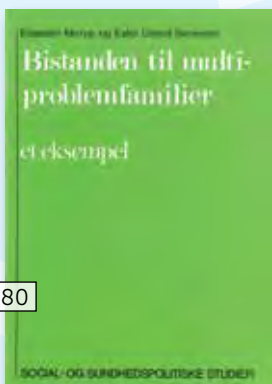 Bistanden til multi-
problemfamilier
et eksempel
80
SOCIAL- OG SUNDHEDSPOLITISKE STUDIER